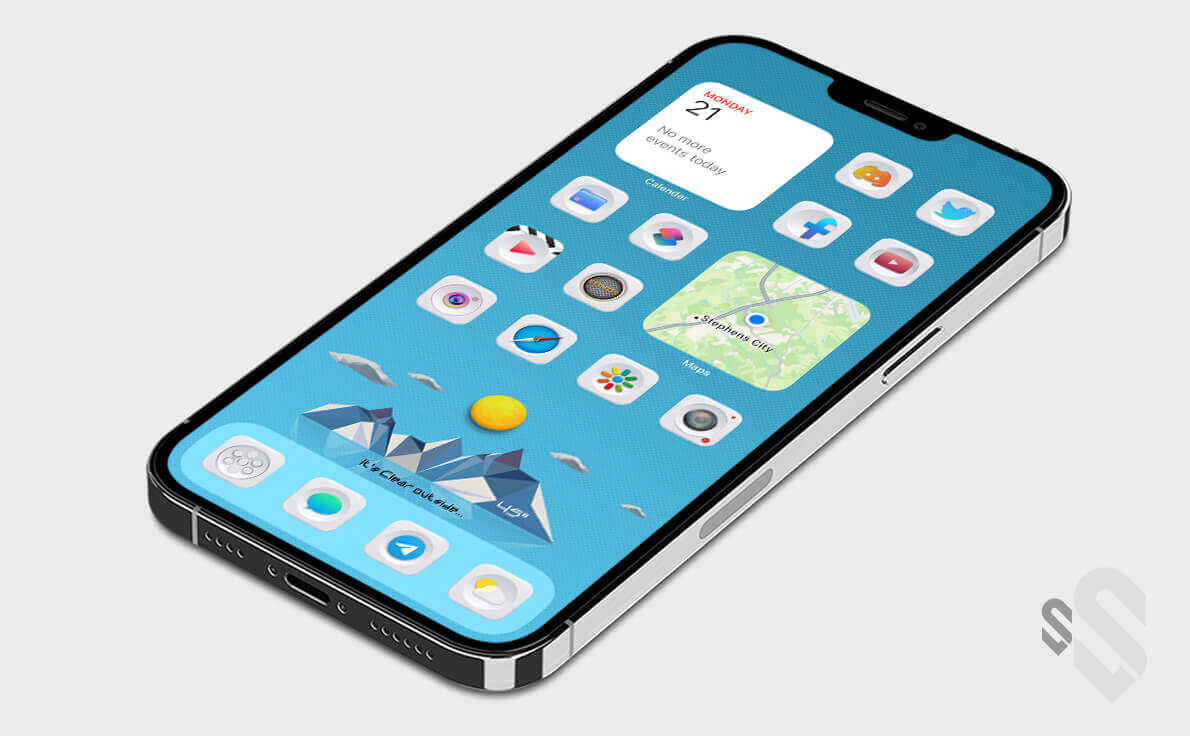 MONDAY
21
No more
events today
Calendar
Stephens City
Maps
It's Clear outside...
45°